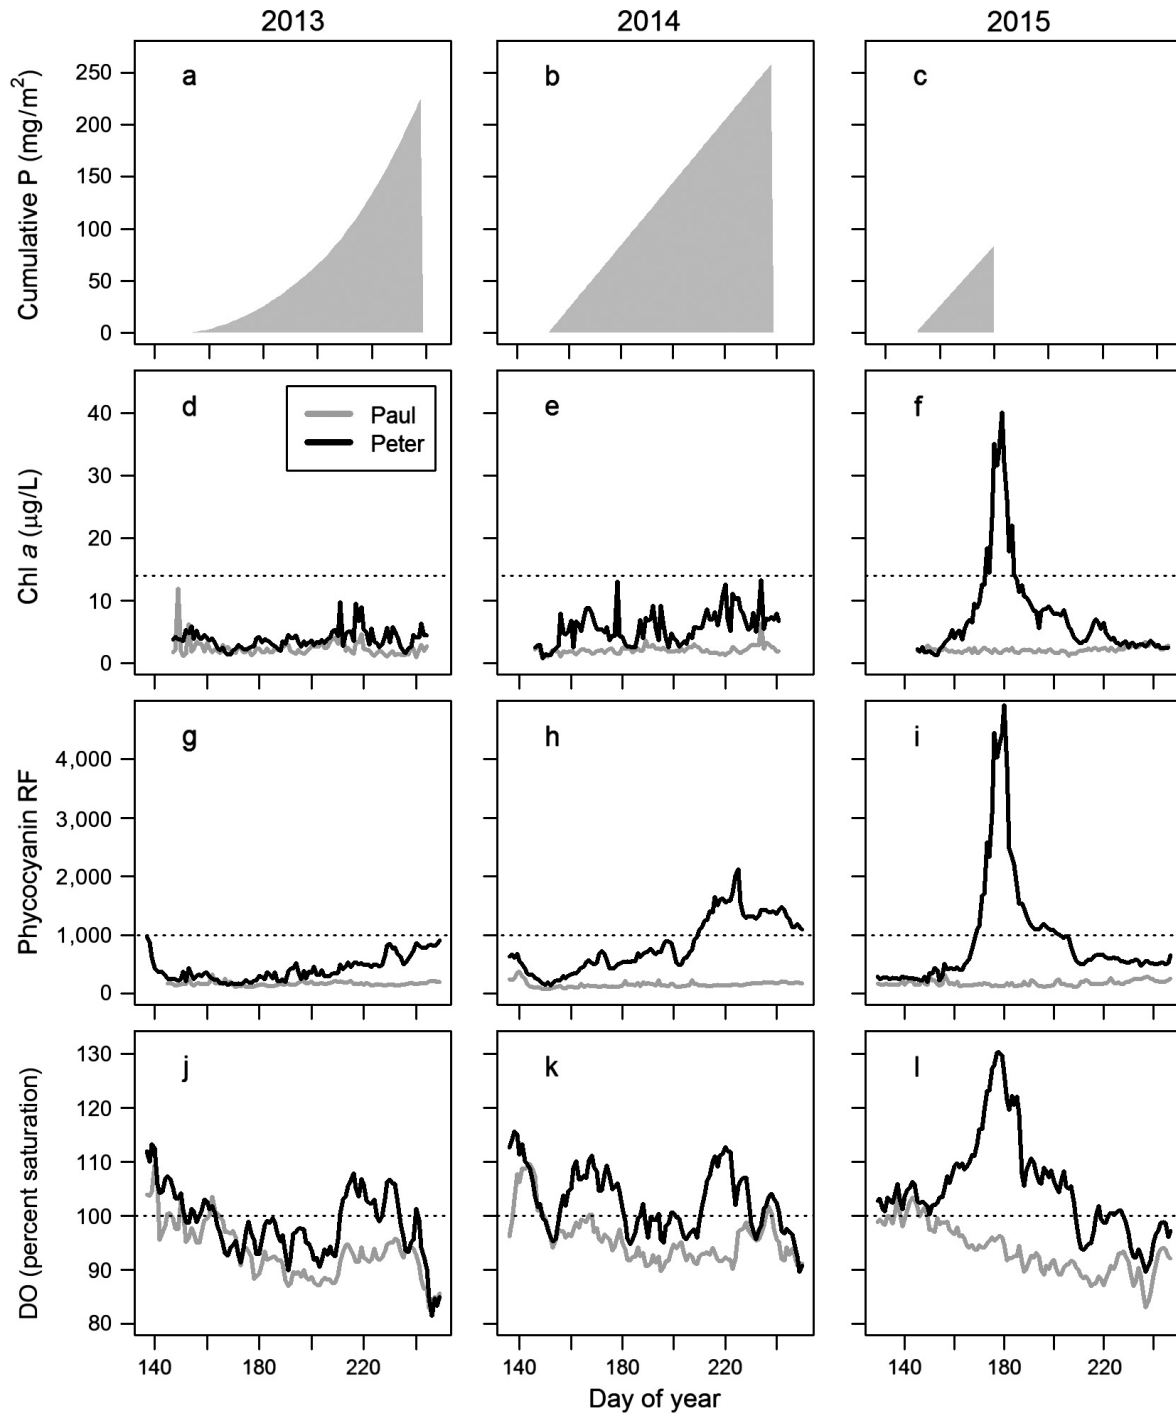 2013 2014 2015
Cumulative P (mg/m²)
250
200
150
100
50
0
a b c
Chl a (µg/L)
40
30
20
10
0
d e f
Paul
Peter
Phycocyanin RF
4,000
3,000
2,000
1,000
0
g h i
DO (percent saturation)
130
120
110
100
90
80
j k l
140 180 220 140 180 220 140 180 220
Day of year